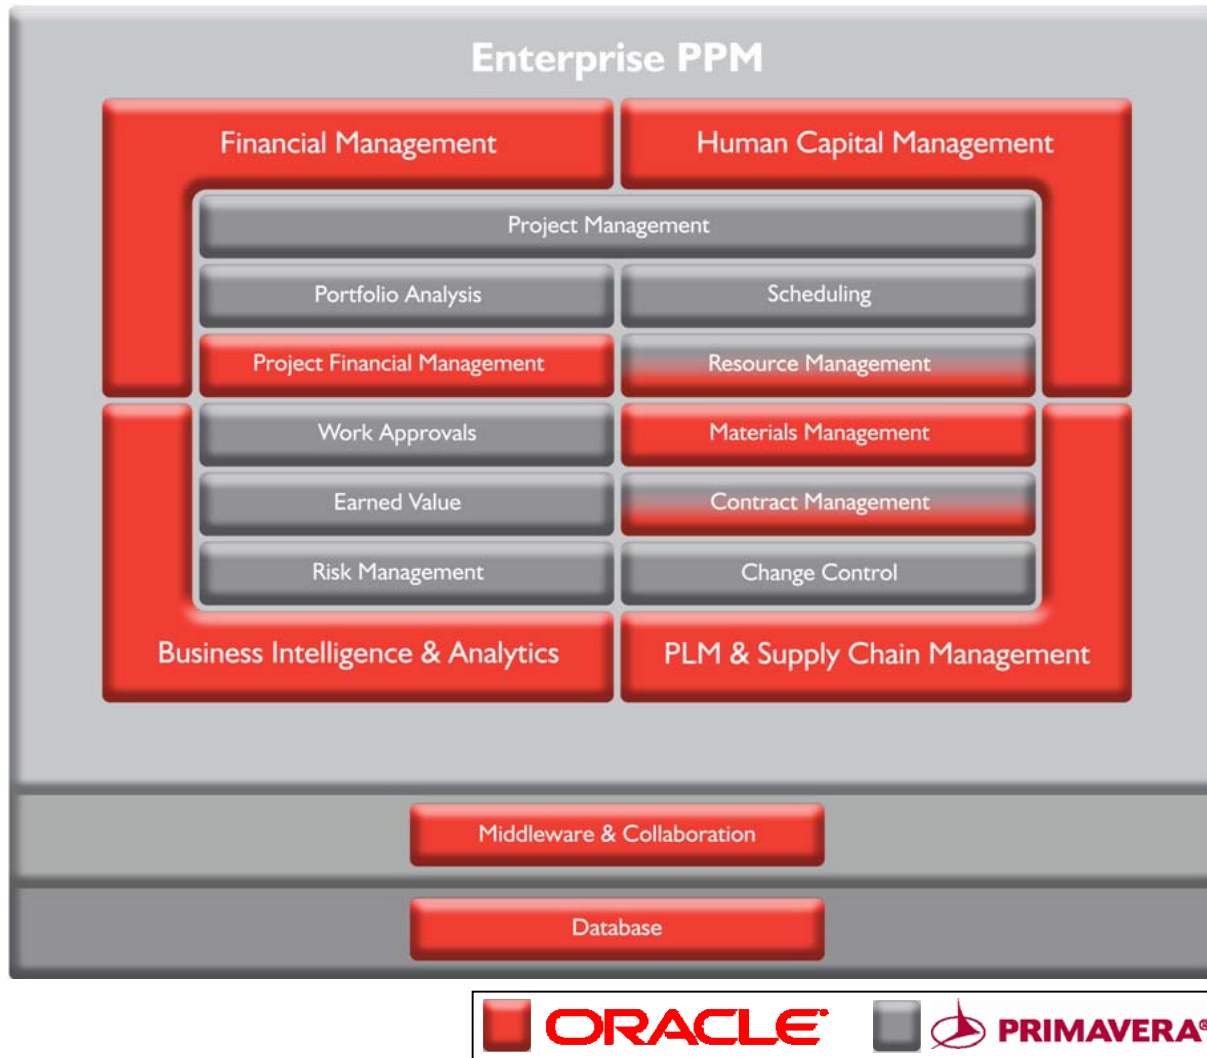 Enterprise PPM
Financial Management
Human Capital Management
Project Management
Portfolio Analysis
Scheduling
Project Financial Management
Resource Management
Work Approvals
Materials Management
Earned Value
Contract Management
Risk Management
Change Control
Business Intelligence & Analytics
PLM & Supply Chain Management
Middleware & Collaboration
Database
ORACLE
PRIMAVERA®